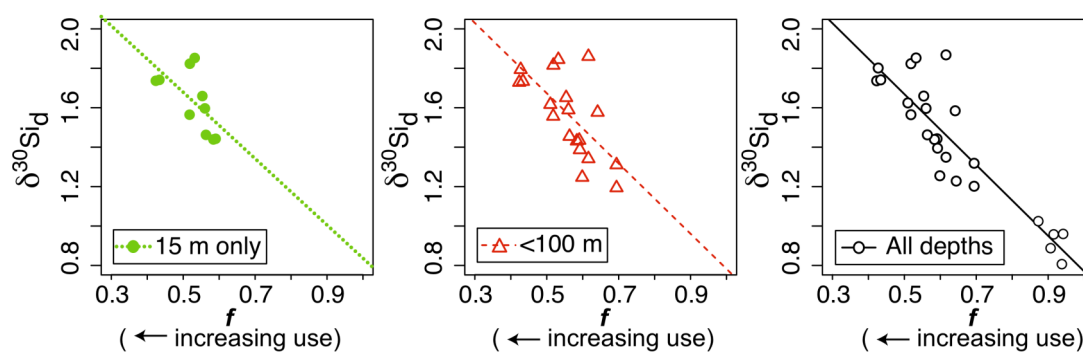 δ30Sid
2.0
1.6
1.2
0.8
15 m only
0.3 0.5 0.7 0.9
f
( ← increasing use)
δ30Sid
2.0
1.6
1.2
0.8
<100 m
0.3 0.5 0.7 0.9
f
( ← increasing use)
δ30Sid
2.0
1.6
1.2
0.8
All depths
0.3 0.5 0.7 0.9
f
( ← increasing use)